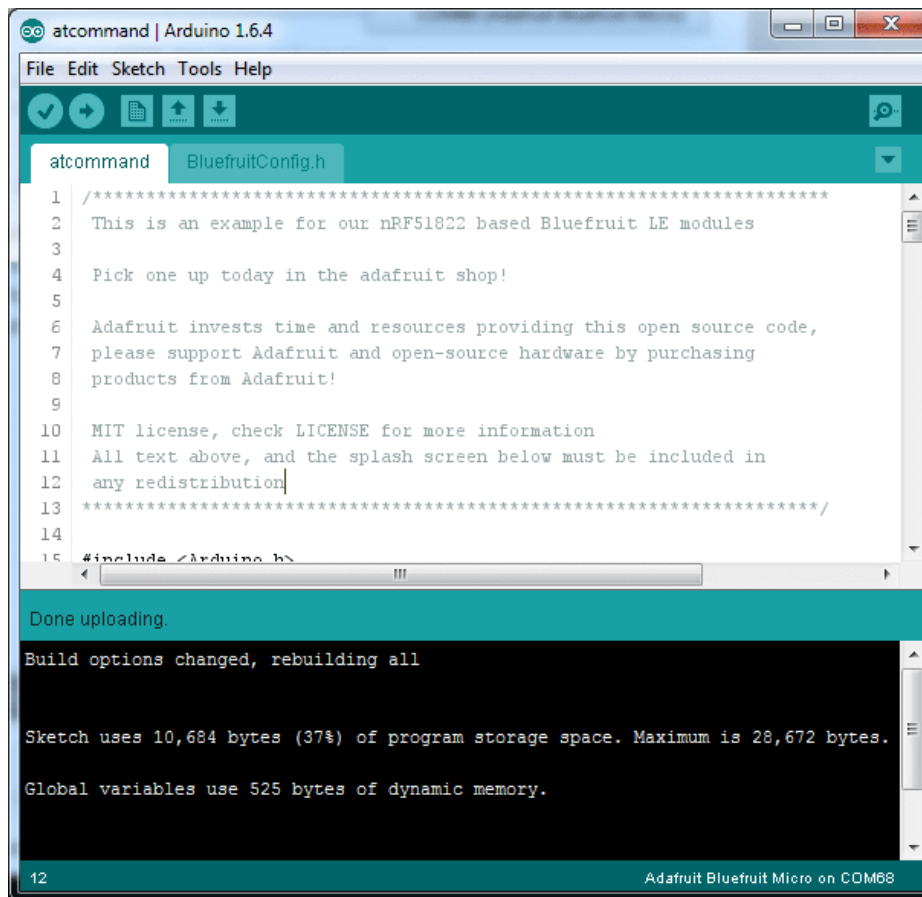 atcommand | Arduino 1.6.4
File Edit Sketch Tools Help
atcommand BluefruitConfig.h
1 /*********************************************************************
2 This is an example for our nRF51822 based Bluefruit LE modules
3
4 Pick one up today in the adafruit shop!
5
6 Adafruit invests time and resources providing this open source code,
7 please support Adafruit and open-source hardware by purchasing
8 products from Adafruit!
9
10 MIT license, check LICENSE for more information
11 All text above, and the splash screen below must be included in
12 any redistribution
13 *********************************************************************/
14
15 #include <Arduino.h>
Done uploading.
Build options changed, rebuilding all
Sketch uses 10,684 bytes (37%) of program storage space. Maximum is 28,672 bytes.
Global variables use 525 bytes of dynamic memory.
12 Adafruit Bluefruit Micro on COM68